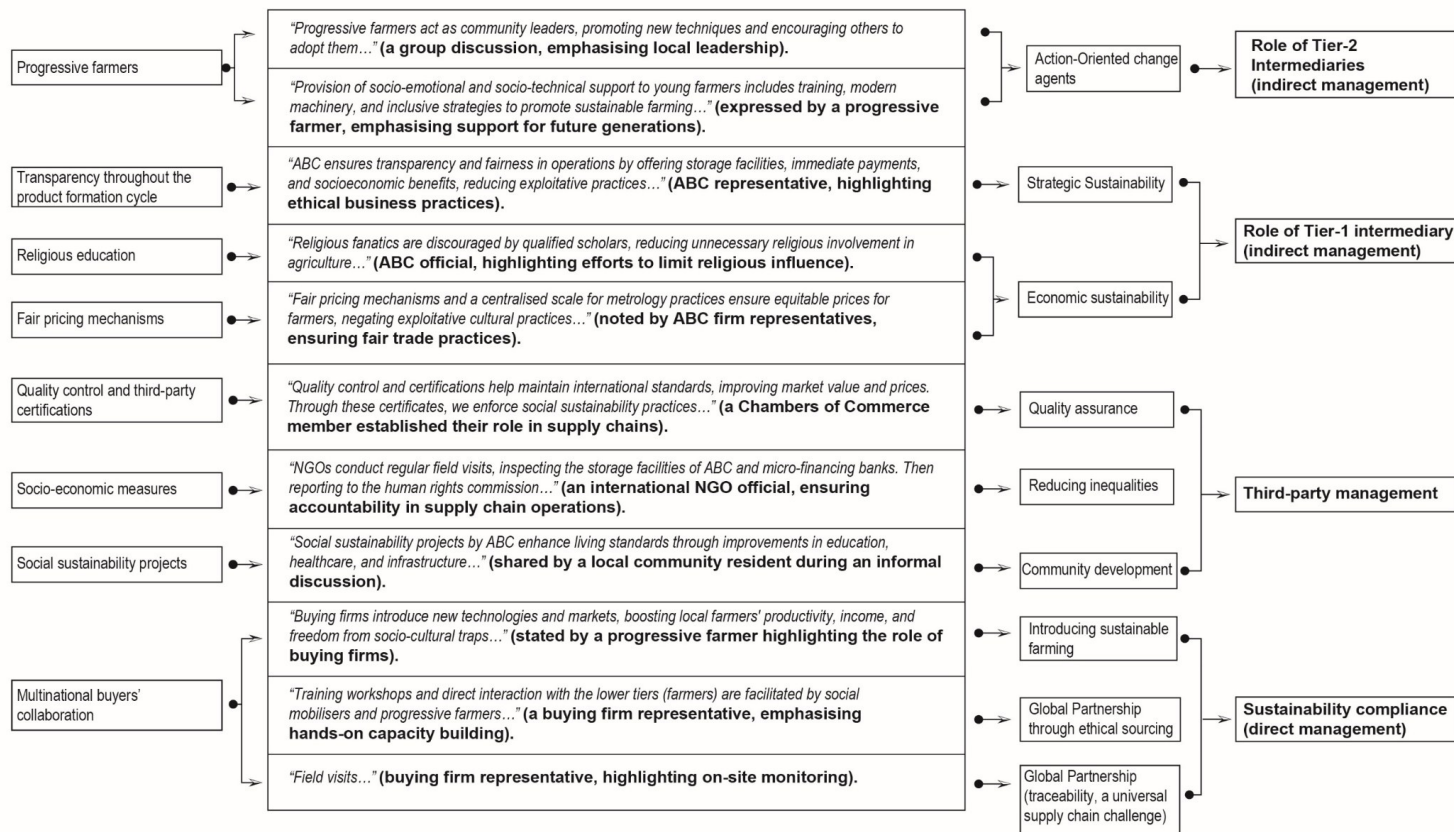 Progressive farmers
“Progressive farmers act as community leaders, promoting new techniques and encouraging others to
adopt them…” (a group discussion, emphasising local leadership).
“Provision of socio-emotional and socio-technical support to young farmers includes training, modern
machinery, and inclusive strategies to promote sustainable farming…” (expressed by a progressive
farmer, emphasising support for future generations).
Action-Oriented change
agents
Role of Tier-2
Intermediaries
(indirect management)
Transparency throughout the
product formation cycle
“ABC ensures transparency and fairness in operations by offering storage facilities, immediate payments,
and socioeconomic benefits, reducing exploitative practices…” (ABC representative, highlighting
ethical business practices).
Strategic Sustainability
Religious education
“Religious fanatics are discouraged by qualified scholars, reducing unnecessary religious involvement in
agriculture…” (ABC official, highlighting efforts to limit religious influence).
Fair pricing mechanisms
“Fair pricing mechanisms and a centralised scale for metrology practices ensure equitable prices for
farmers, negating exploitative cultural practices…” (noted by ABC firm representatives,
ensuring fair trade practices).
Economic sustainability
Role of Tier-1 intermediary
(indirect management)
Quality control and third-party
certifications
“Quality control and certifications help maintain international standards, improving market value and prices.
Through these certificates, we enforce social sustainability practices…” (a Chambers of Commerce
member established their role in supply chains).
Quality assurance
Socio-economic measures
“NGOs conduct regular field visits, inspecting the storage facilities of ABC and micro-financing banks. Then
reporting to the human rights commission…” (an international NGO official, ensuring
accountability in supply chain operations).
Reducing inequalities
Third-party management
Social sustainability projects
“Social sustainability projects by ABC enhance living standards through improvements in education,
healthcare, and infrastructure…” (shared by a local community resident during an informal
discussion).
Community development
Multinational buyers’
collaboration
“Buying firms introduce new technologies and markets, boosting local farmers' productivity, income, and
freedom from socio-cultural traps…” (stated by a progressive farmer highlighting the role of
buying firms).
Introducing sustainable
farming
“Training workshops and direct interaction with the lower tiers (farmers) are facilitated by social
mobilisers and progressive farmers…” (a buying firm representative, emphasising
hands-on capacity building).
Global Partnership
through ethical sourcing
“Field visits…” (buying firm representative, highlighting on-site monitoring).
Global Partnership
(traceability, a universal
supply chain challenge)
Sustainability compliance
(direct management)